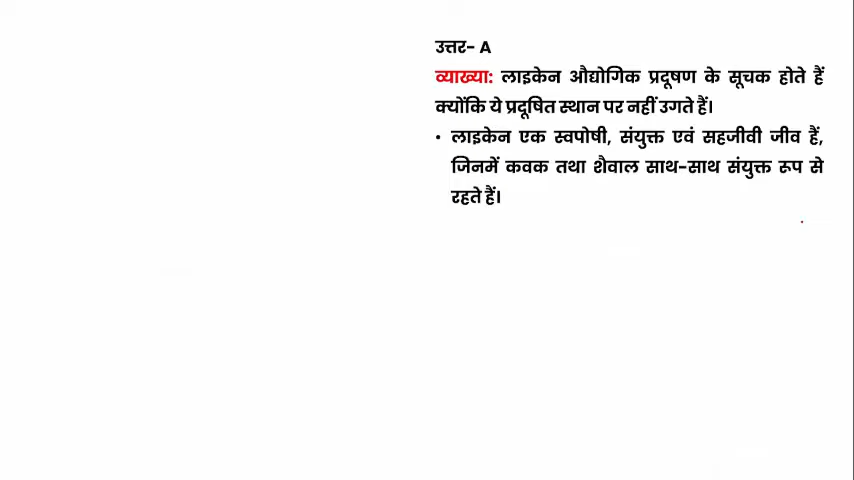 उत्तर- A
व्याख्या: लाइकेन औद्योगिक प्रदूषण के सूचक होते हैं
क्योंकि ये प्रदूषित स्थान पर नहीं उगते हैं।
• लाइकेन एक स्वपोषी, संयुक्त एवं सहजीवी जीव हैं,
जिनमें कवक तथा शैवाल साथ-साथ संयुक्त रूप से
रहते हैं।